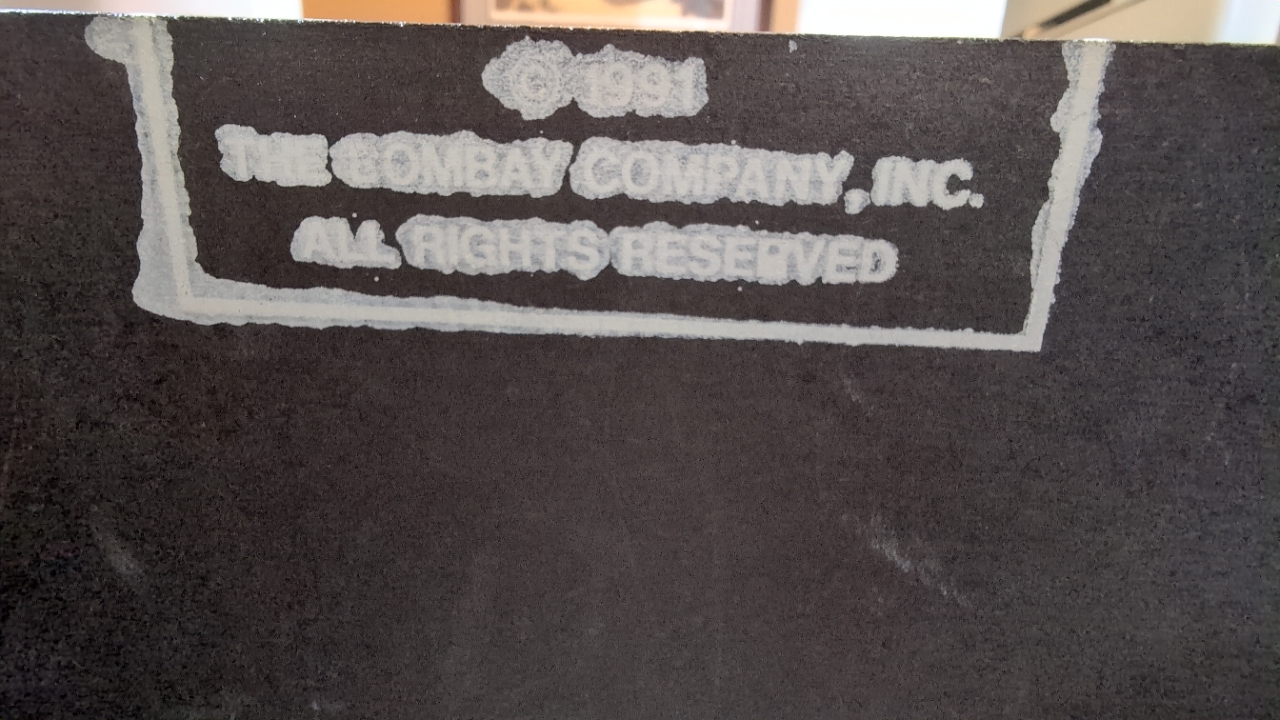 © 1991
THE BOMBAY COMPANY, INC.
ALL RIGHTS RESERVED